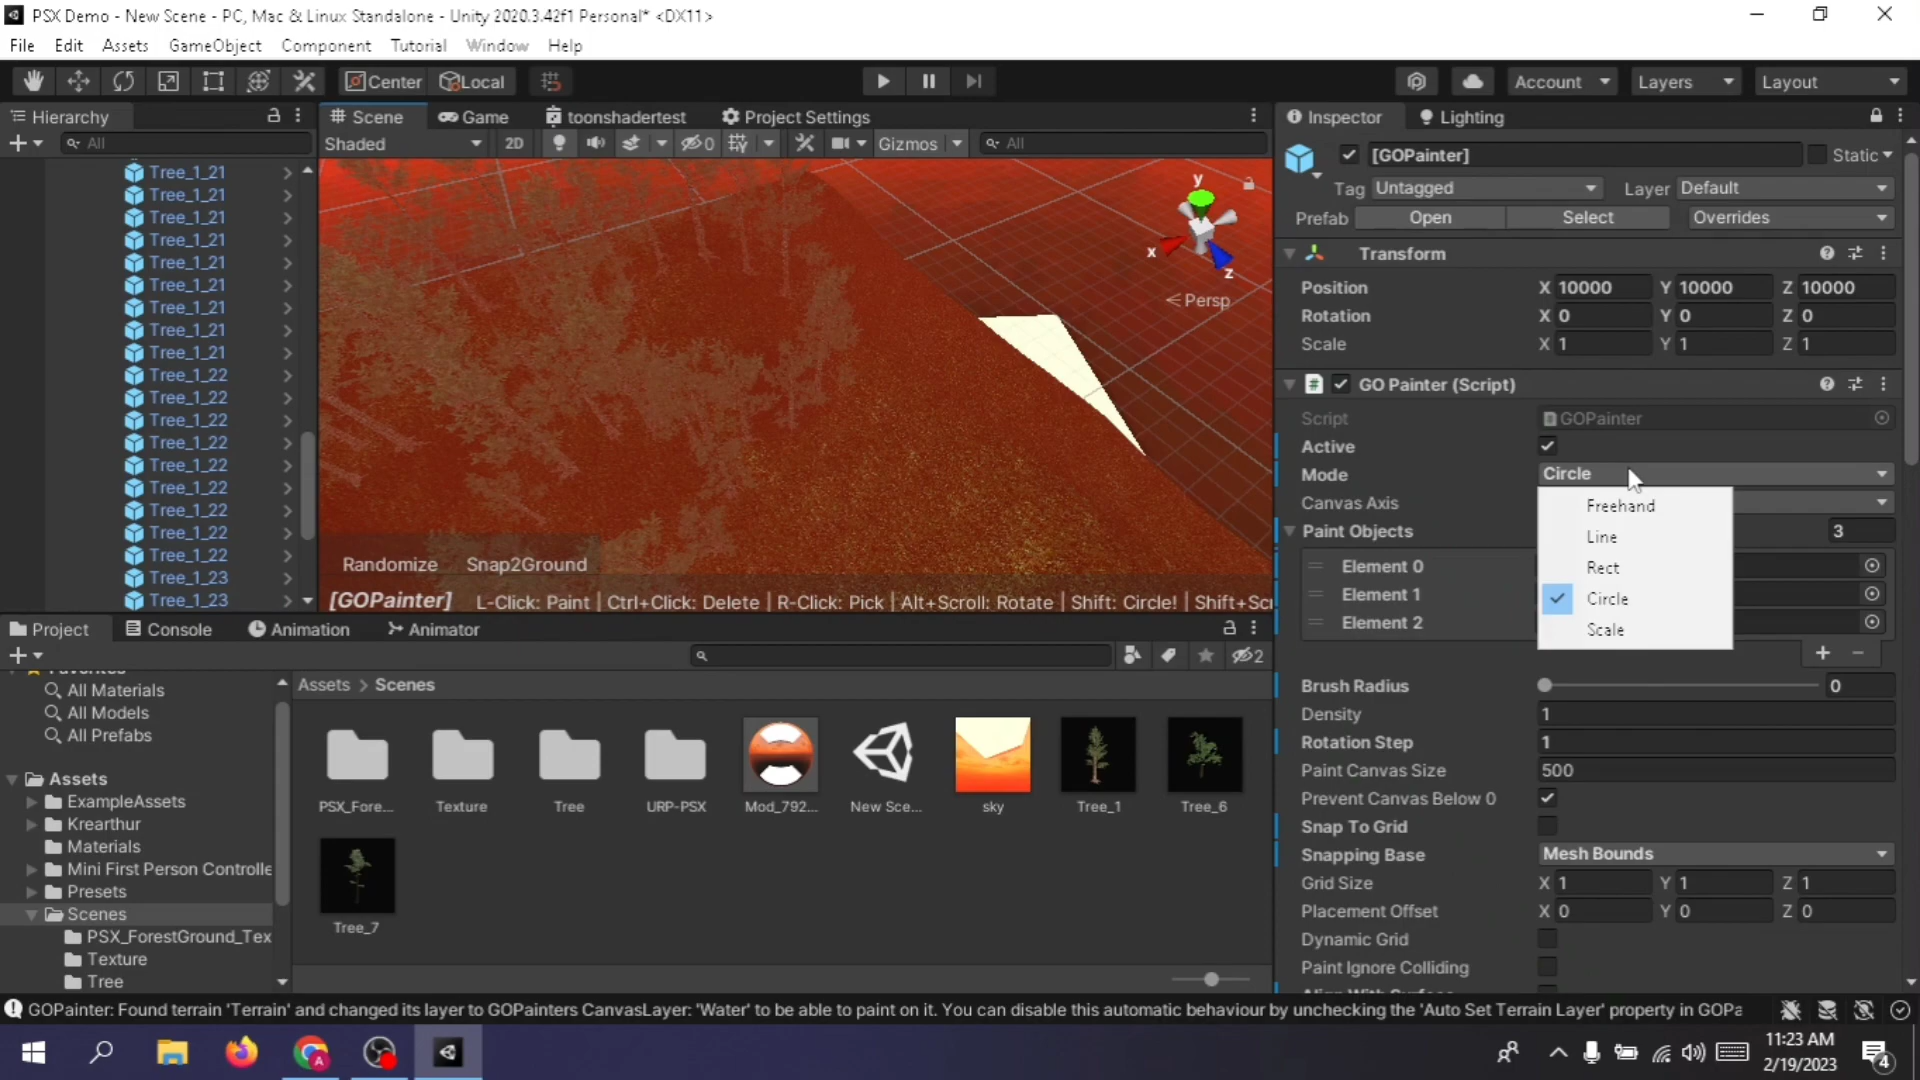 PSX Demo - New Scene - PC, Mac & Linux Standalone - Unity 2020.3.42f1 Personal* <DX11>
File Edit Assets GameObject Component Tutorial Window Help
Center Local Account Layers Layout
Hierarchy
All
Tree_1_21
Tree_1_21
Tree_1_21
Tree_1_21
Tree_1_21
Tree_1_21
Tree_1_21
Tree_1_21
Tree_1_21
Tree_1_22
Tree_1_22
Tree_1_22
Tree_1_22
Tree_1_22
Tree_1_22
Tree_1_22
Tree_1_22
Tree_1_22
Tree_1_23
Tree_1_23
Scene Game toonshadertest Project Settings
Shaded 2D 0 Gizmos All
y
x
z
Persp
Randomize Snap2Ground
[GOPainter] L-Click: Paint | Ctrl+Click: Delete | R-Click: Pick | Alt+Scroll: Rotate | Shift: Circle! | Shift+Scr
Inspector Lighting
[GOPainter] Static
Tag Untagged Layer Default
Prefab Open Select Overrides
Transform
Position X 10000 Y 10000 Z 10000
Rotation X 0 Y 0 Z 0
Scale X 1 Y 1 Z 1
# GO Painter (Script)
Script GOPainter
Active
Mode Circle
Canvas Axis
Freehand
Line
Rect
Circle
Scale
Paint Objects 3
Element 0
Element 1
Element 2
+ −
Brush Radius 0
Density 1
Rotation Step 1
Paint Canvas Size 500
Prevent Canvas Below 0
Snap To Grid
Snapping Base Mesh Bounds
Grid Size X 1 Y 1 Z 1
Placement Offset X 0 Y 0 Z 0
Dynamic Grid
Paint Ignore Colliding
Align With Surface
Project Console Animation Animator
2
Favorites
All Materials
All Models
All Prefabs
Assets
ExampleAssets
Krearthur
Materials
Mini First Person Controlle
Presets
Scenes
PSX_ForestGround_Tex
Texture
Tree
Assets > Scenes
PSX_Fore... Texture Tree URP-PSX Mod_792... New Sce... sky Tree_1 Tree_6
Tree_7
GOPainter: Found terrain 'Terrain' and changed its layer to GOPainters CanvasLayer: 'Water' to be able to paint on it. You can disable this automatic behaviour by unchecking the 'Auto Set Terrain Layer' property in GOPa
11:23 AM
2/19/2023
4